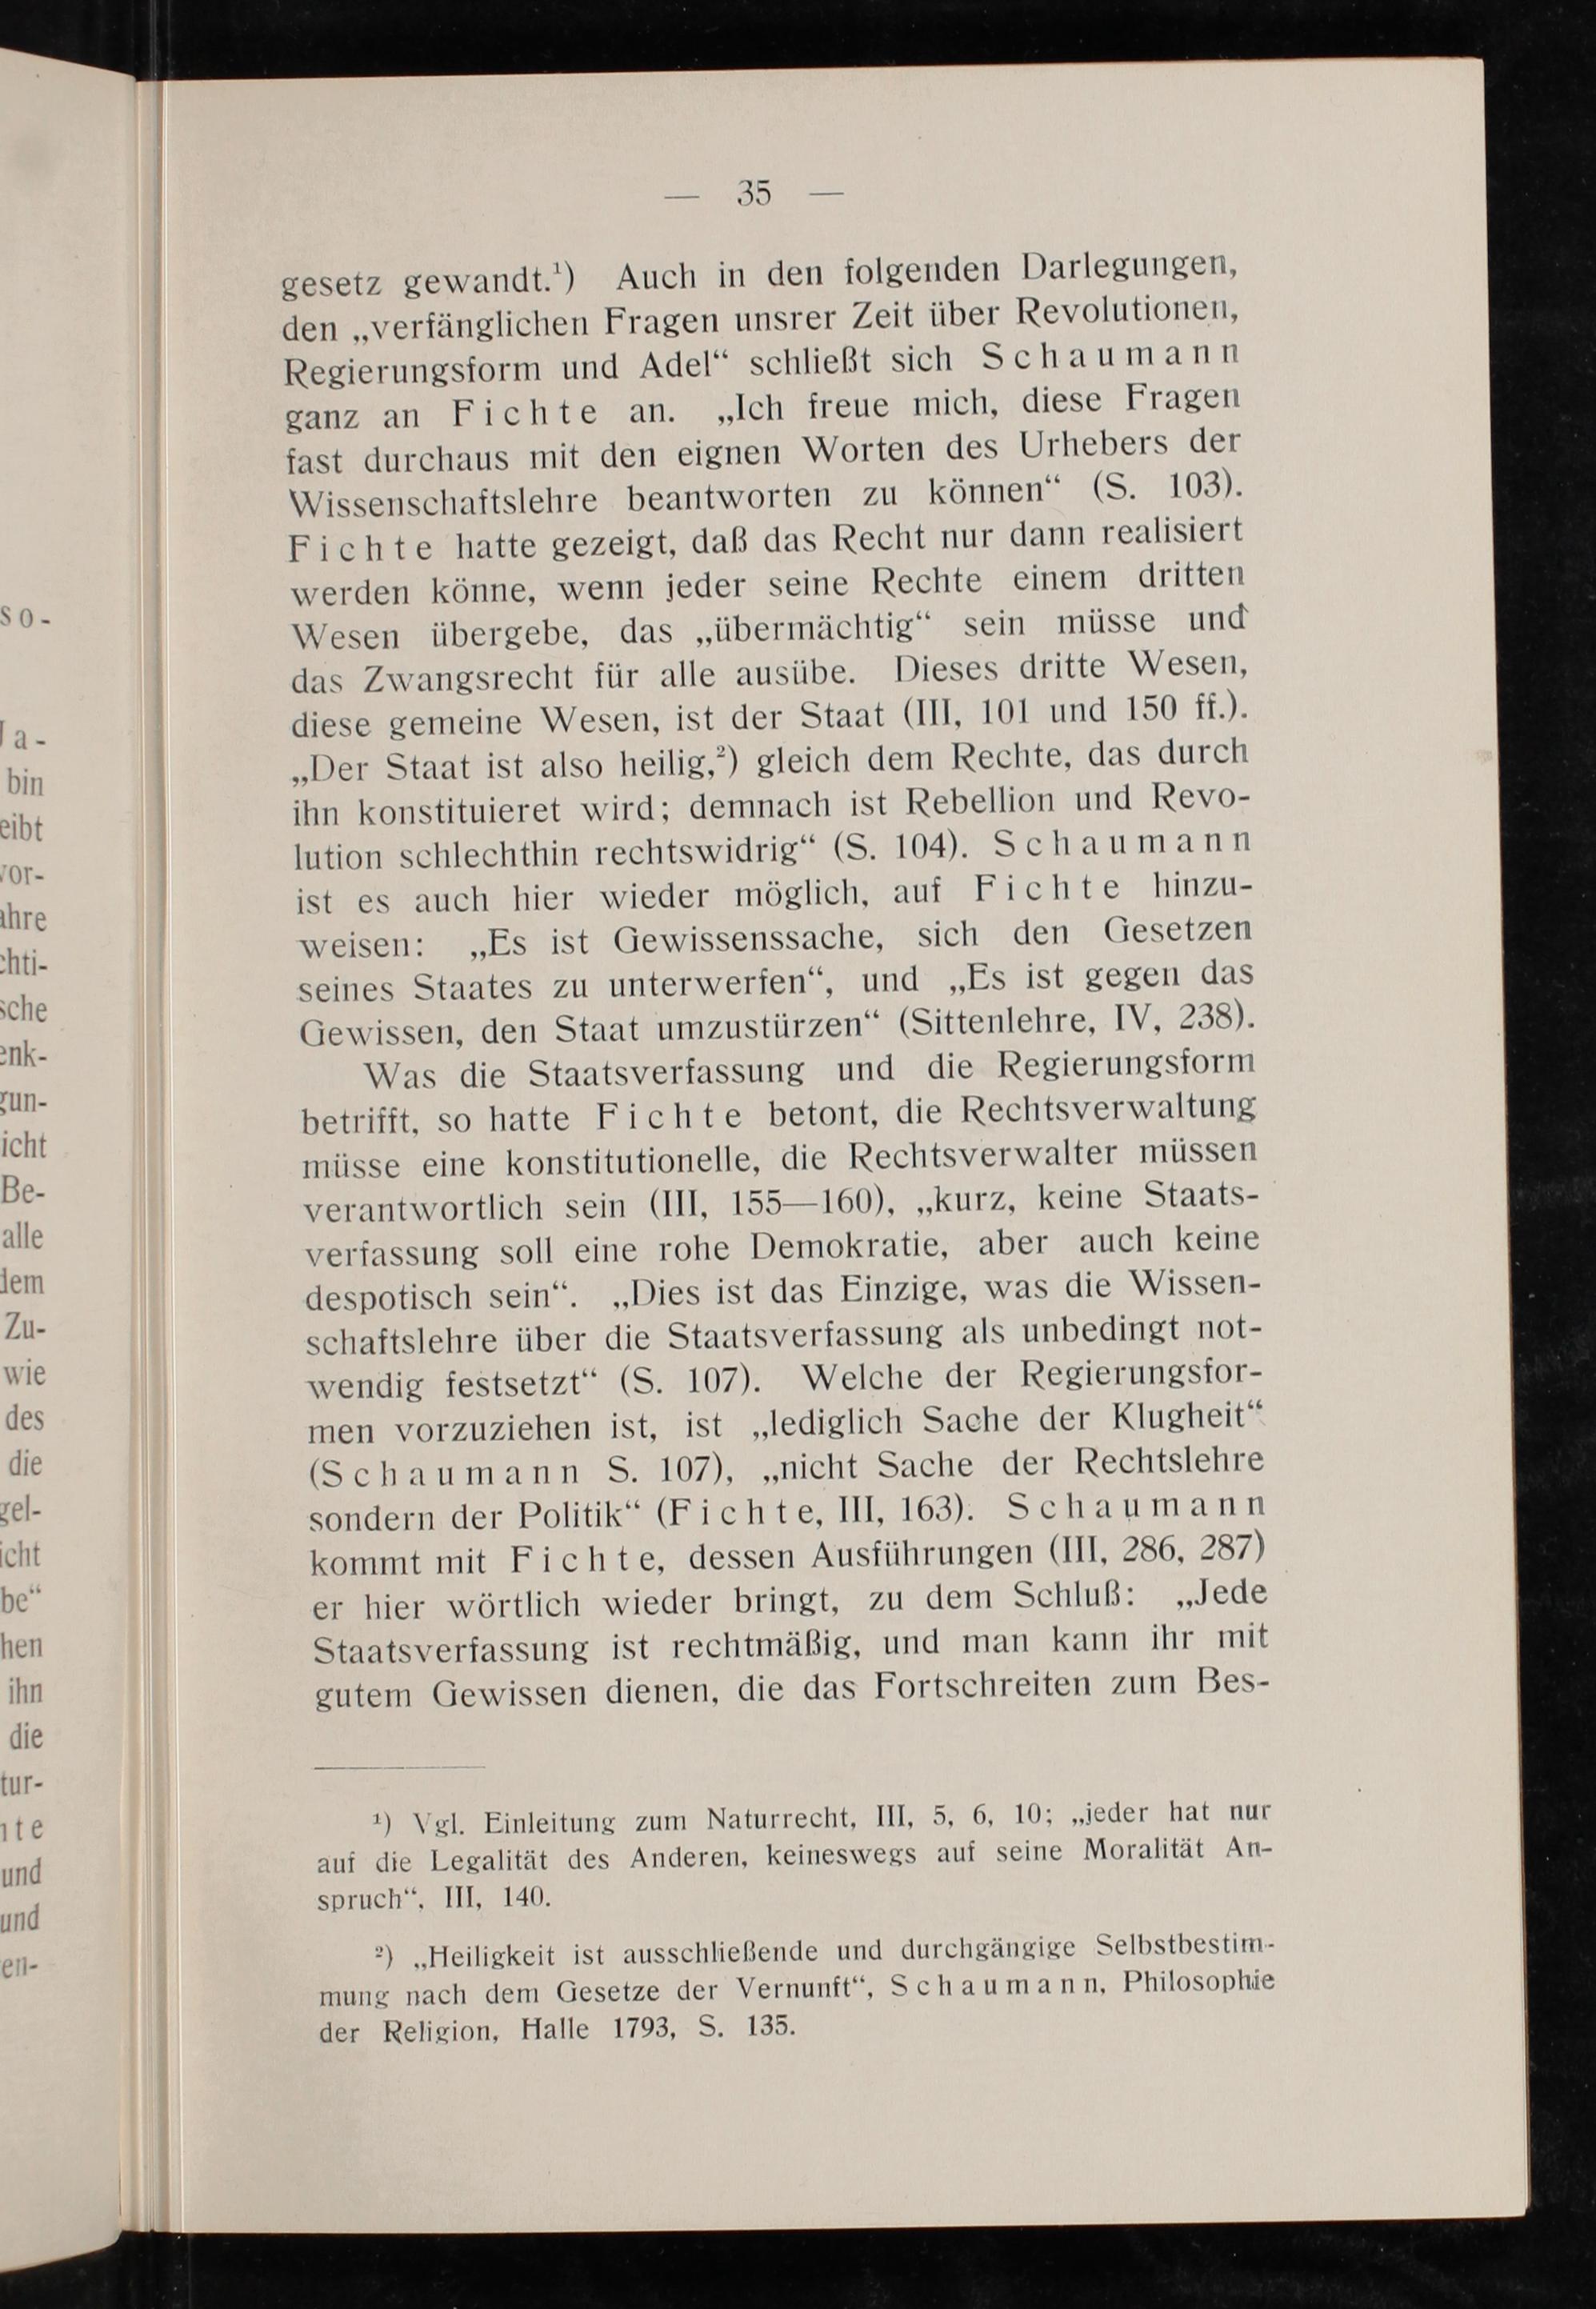 — 35 —
gesetz gewandt.¹) Auch in den folgenden Darlegungen,
den „verfänglichen Fragen unsrer Zeit über Revolutionen,
Regierungsform und Adel“ schließt sich Schaumann
ganz an Fichte an. „Ich freue mich, diese Fragen
fast durchaus mit den eignen Worten des Urhebers der
Wissenschaftslehre beantworten zu können“ (S. 103).
Fichte hatte gezeigt, daß das Recht nur dann realisiert
werden könne, wenn jeder seine Rechte einem dritten
Wesen übergebe, das „übermächtig“ sein müsse und
das Zwangsrecht für alle ausübe. Dieses dritte Wesen,
diese gemeine Wesen, ist der Staat (III, 101 und 150 ff.).
„Der Staat ist also heilig,²) gleich dem Rechte, das durch
ihn konstituieret wird; demnach ist Rebellion und Revo-
lution schlechthin rechtswidrig“ (S. 104). Schaumann
ist es auch hier wieder möglich, auf Fichte hinzu-
weisen: „Es ist Gewissenssache, sich den Gesetzen
seines Staates zu unterwerfen“, und „Es ist gegen das
Gewissen, den Staat umzustürzen“ (Sittenlehre, IV, 238).
Was die Staatsverfassung und die Regierungsform
betrifft, so hatte Fichte betont, die Rechtsverwaltung
müsse eine konstitutionelle, die Rechtsverwalter müssen
verantwortlich sein (III, 155—160), „kurz, keine Staats-
verfassung soll eine rohe Demokratie, aber auch keine
despotisch sein“. „Dies ist das Einzige, was die Wissen-
schaftslehre über die Staatsverfassung als unbedingt not-
wendig festsetzt“ (S. 107). Welche der Regierungsfor-
men vorzuziehen ist, ist „lediglich Sache der Klugheit“
(Schaumann S. 107), „nicht Sache der Rechtslehre
sondern der Politik“ (Fichte, III, 163). Schaumann
kommt mit Fichte, dessen Ausführungen (III, 286, 287)
er hier wörtlich wieder bringt, zu dem Schluß: „Jede
Staatsverfassung ist rechtmäßig, und man kann ihr mit
gutem Gewissen dienen, die das Fortschreiten zum Bes-
¹) Vgl. Einleitung zum Naturrecht, III, 5, 6, 10; „jeder hat nur
auf die Legalität des Anderen, keineswegs auf seine Moralität An-
spruch“, III, 140.
²) „Heiligkeit ist ausschließende und durchgängige Selbstbestim-
mung nach dem Gesetze der Vernunft“, Schaumann, Philosophie
der Religion, Halle 1793, S. 135.